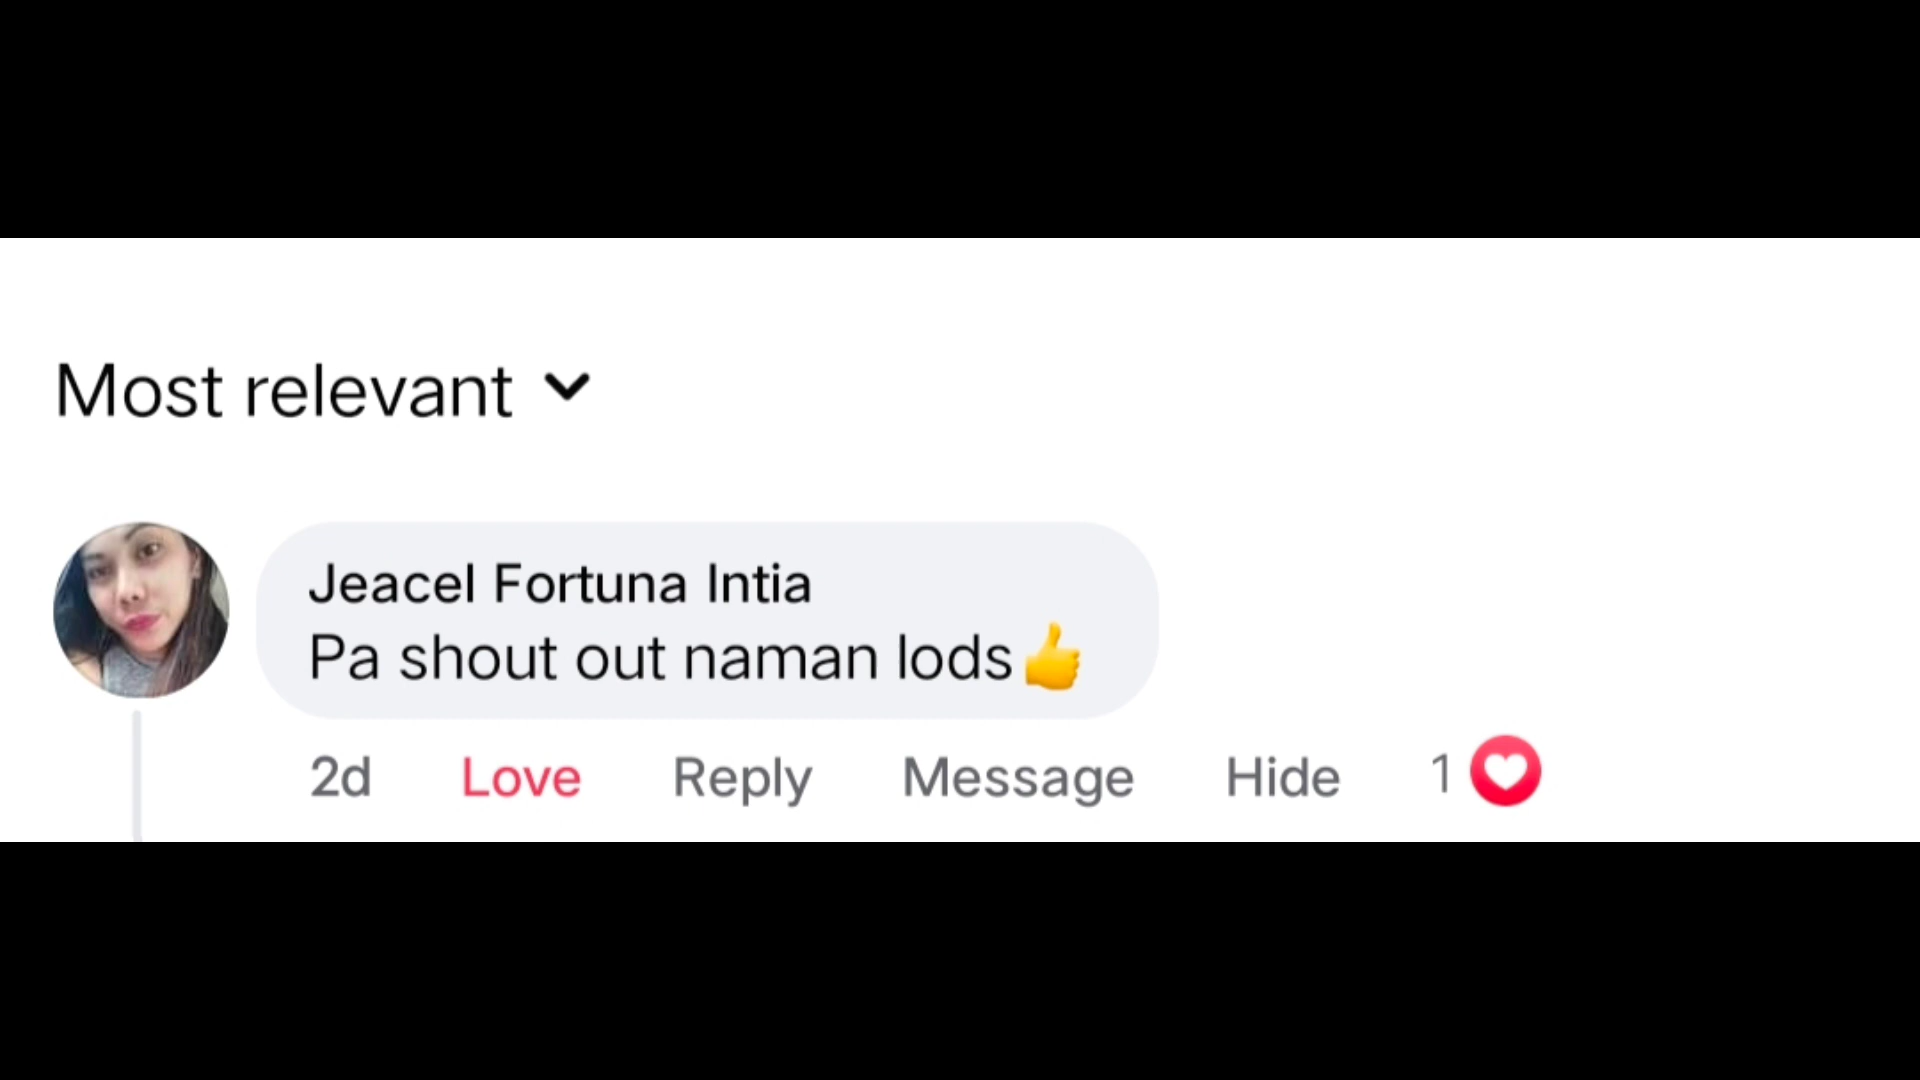 Most relevant
Jeacel Fortuna Intia
Pa shout out naman lods👍
2d Love Reply Message Hide 1